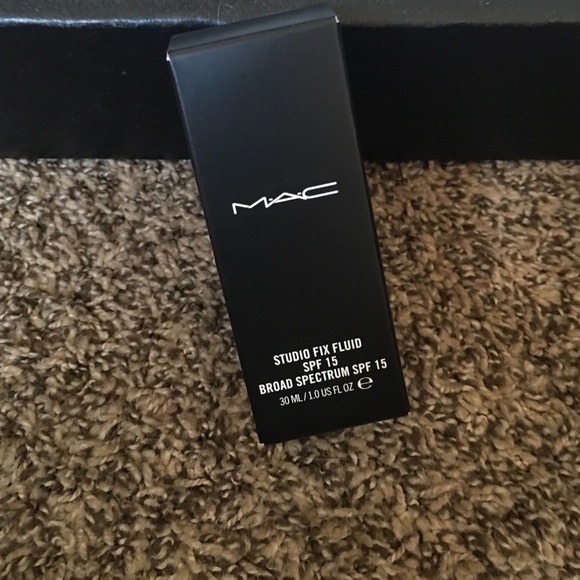 M·A·C
STUDIO FIX FLUID
SPF 15
BROAD SPECTRUM SPF 15
30 ML / 1.0 US FL OZ ℮